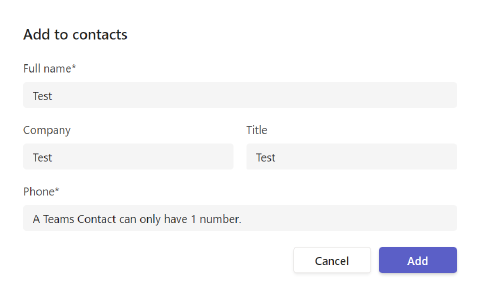 Add to contacts
Full name*
Test
Company
Title
Test
Test
Phone*
A Teams Contact can only have 1 number.
Cancel
Add